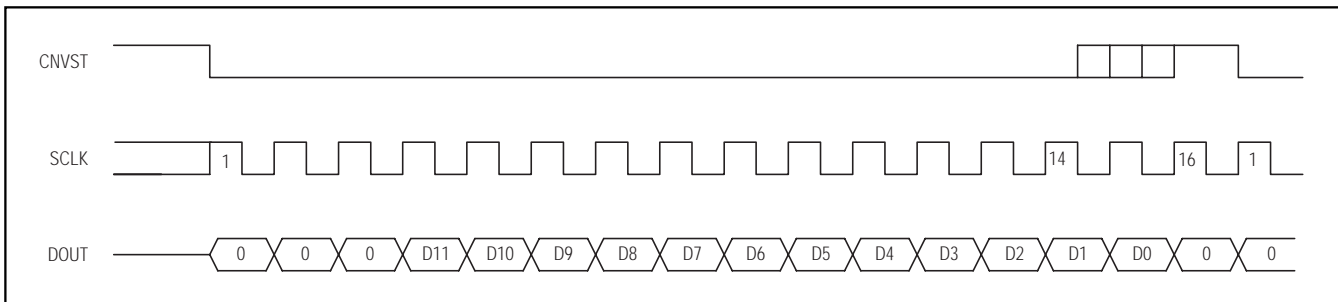 CNVST
SCLK 1 14 16 1
DOUT 0 0 0 D11 D10 D9 D8 D7 D6 D5 D4 D3 D2 D1 D0 0 0